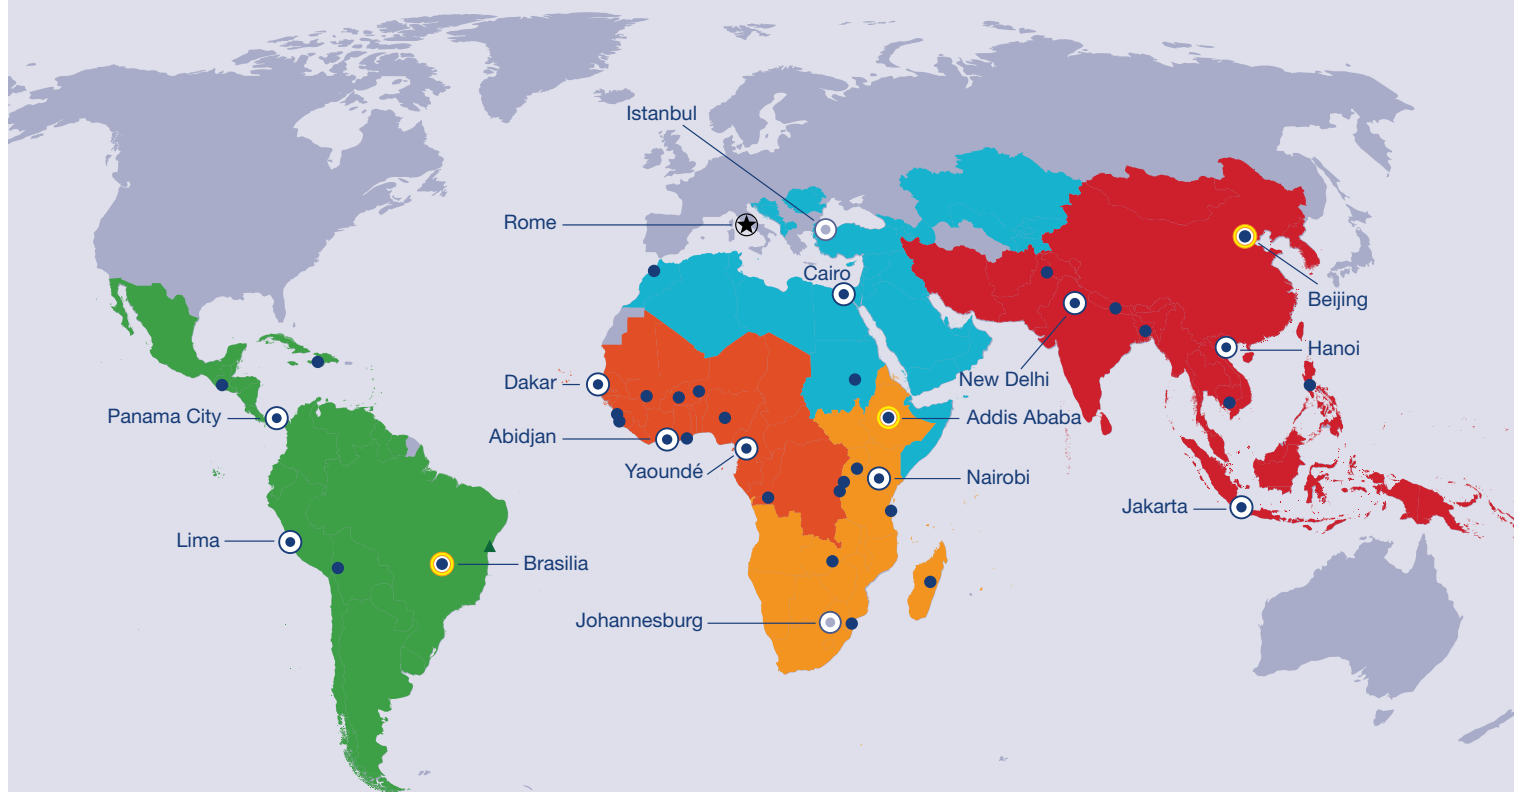 Istanbul
Rome
Cairo
Beijing
Hanoi
New Delhi
Dakar
Panama City
Addis Ababa
Abidjan
Yaoundé
Nairobi
Jakarta
Lima
Brasilia
Johannesburg